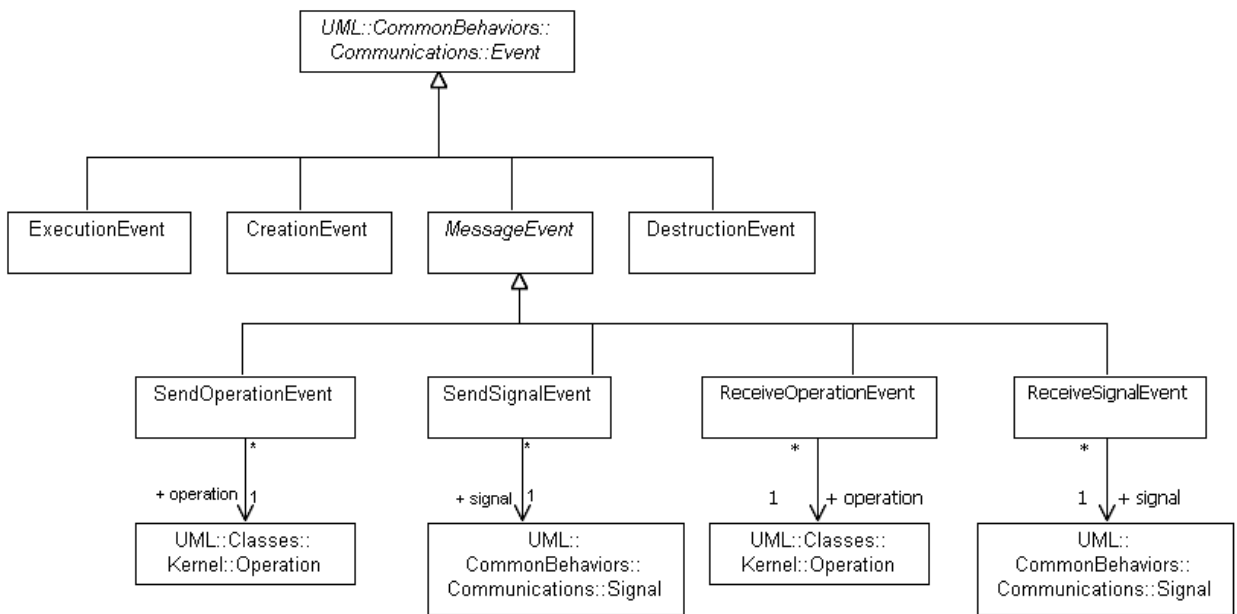 UML::CommonBehaviors::
Communications::Event
ExecutionEvent
CreationEvent
MessageEvent
DestructionEvent
SendOperationEvent
SendSignalEvent
ReceiveOperationEvent
ReceiveSignalEvent
*
*
*
*
+ operation 1
+ signal 1
1 + operation
1 + signal
UML::Classes::
Kernel::Operation
UML::
CommonBehaviors::
Communications::Signal
UML::Classes::
Kernel::Operation
UML::
CommonBehaviors::
Communications::Signal